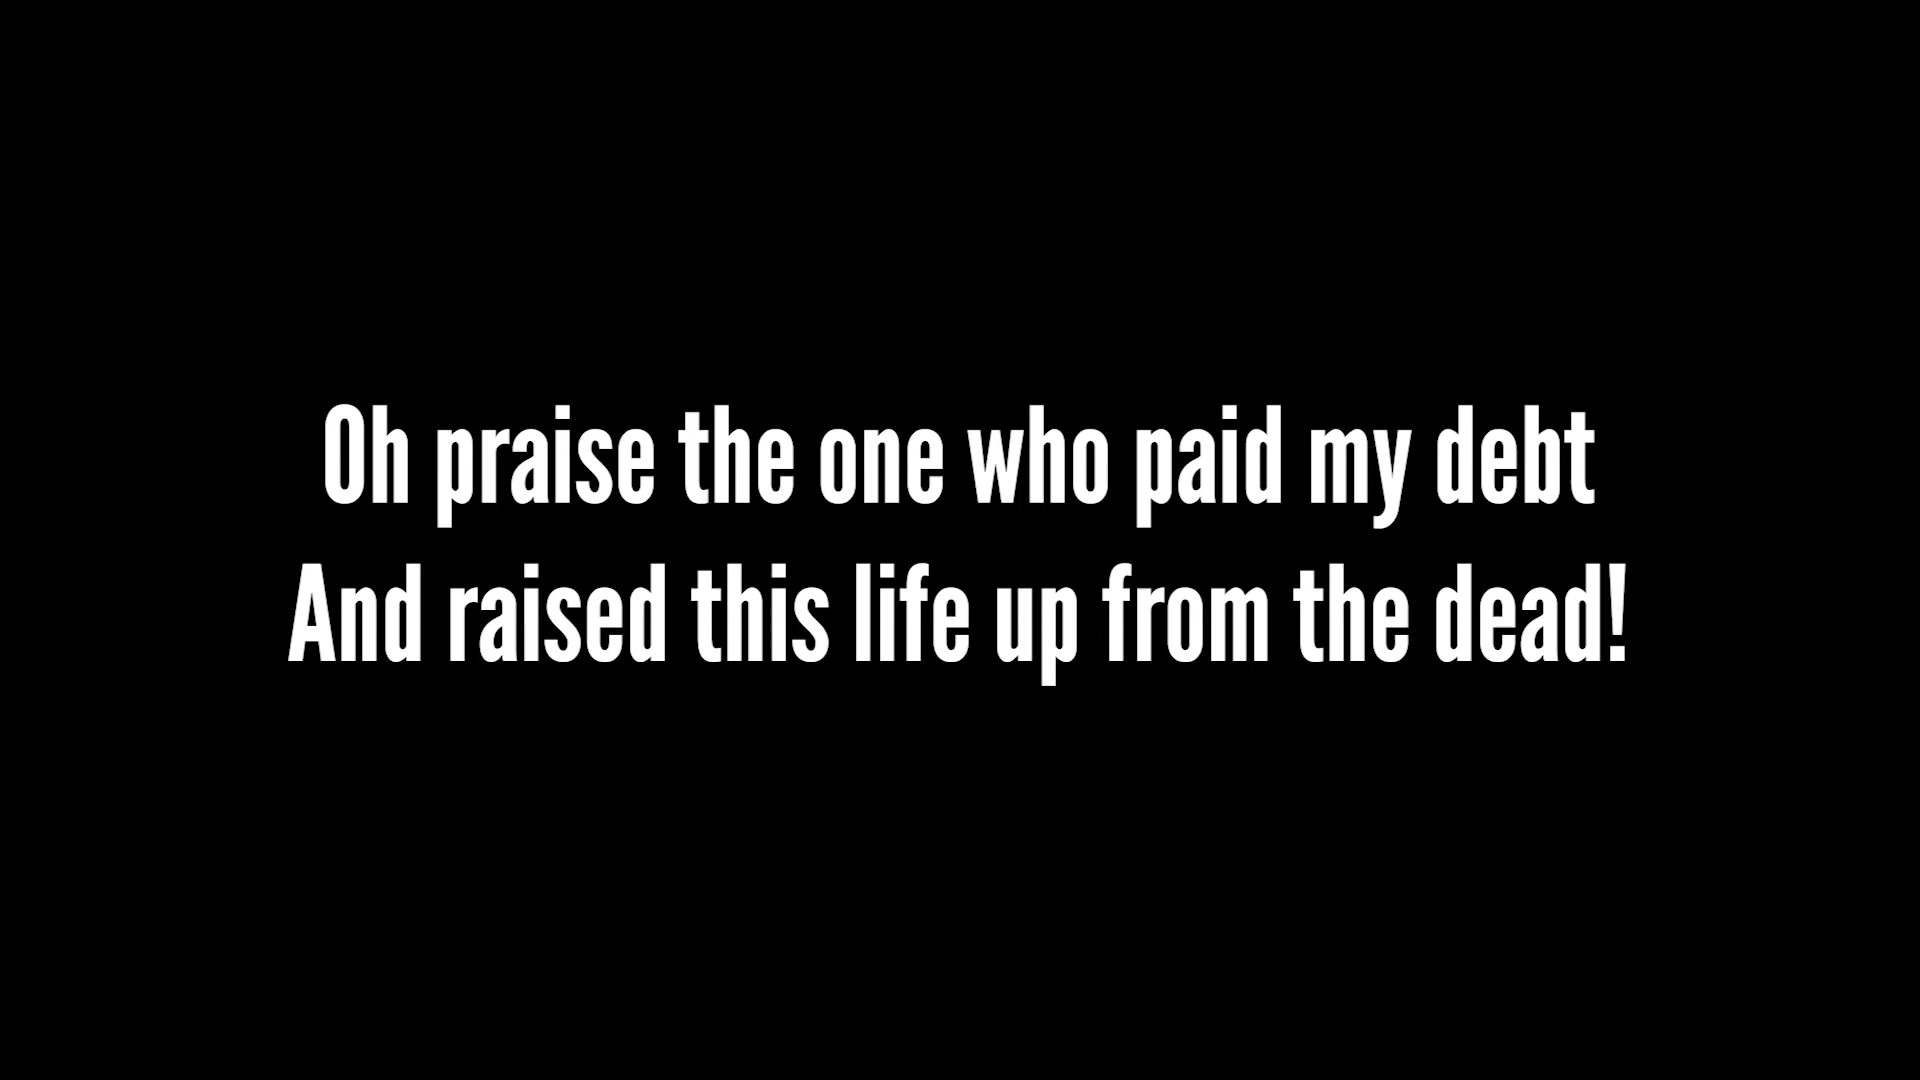 Oh praise the one who paid my debt
And raised this life up from the dead!